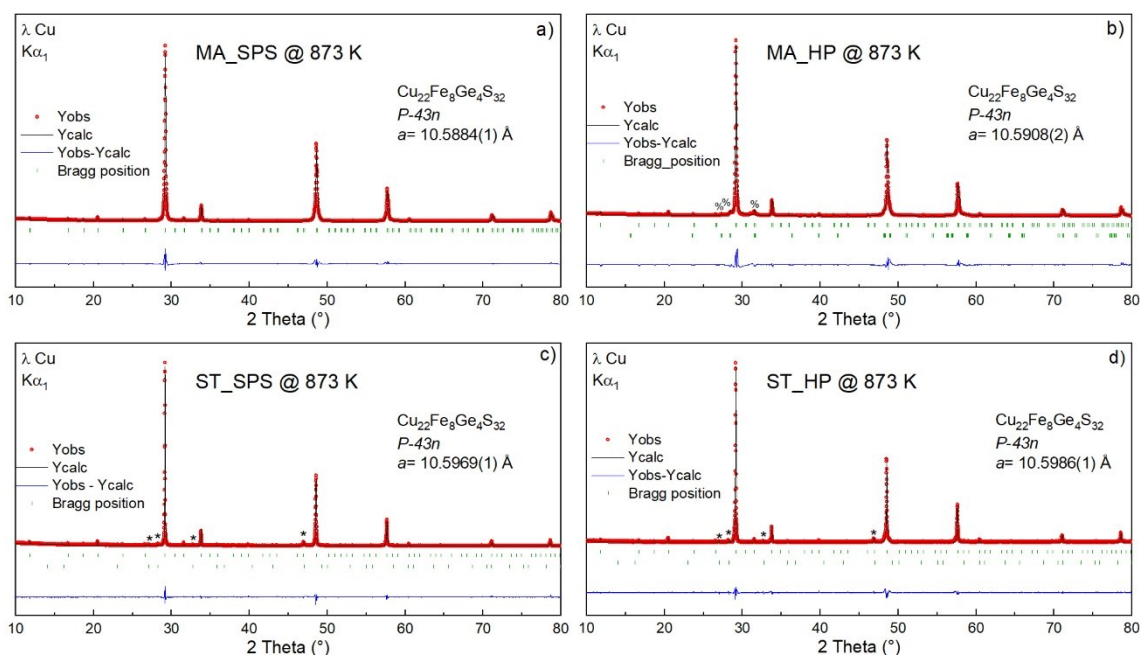 λ Cu
Kα1
a)
MA_SPS @ 873 K
Cu22Fe8Ge4S32
P-43n
a= 10.5884(1) Å
Yobs
Ycalc
Yobs-Ycalc
Bragg position
10 20 30 40 50 60 70 80
2 Theta (°)
λ Cu
Kα1
b)
MA_HP @ 873 K
Cu22Fe8Ge4S32
P-43n
a= 10.5908(2) Å
Yobs
Ycalc
Yobs-Ycalc
Bragg_position
% % %
10 20 30 40 50 60 70 80
2 Theta (°)
λ Cu
Kα1
c)
ST_SPS @ 873 K
Cu22Fe8Ge4S32
P-43n
a= 10.5969(1) Å
Yobs
Ycalc
Yobs - Ycalc
Bragg position
* * * *
10 20 30 40 50 60 70 80
2 Theta (°)
λ Cu
Kα1
d)
ST_HP @ 873 K
Cu22Fe8Ge4S32
P-43n
a= 10.5986(1) Å
Yobs
Ycalc
Yobs-Ycalc
Bragg position
* * * *
10 20 30 40 50 60 70 80
2 Theta (°)